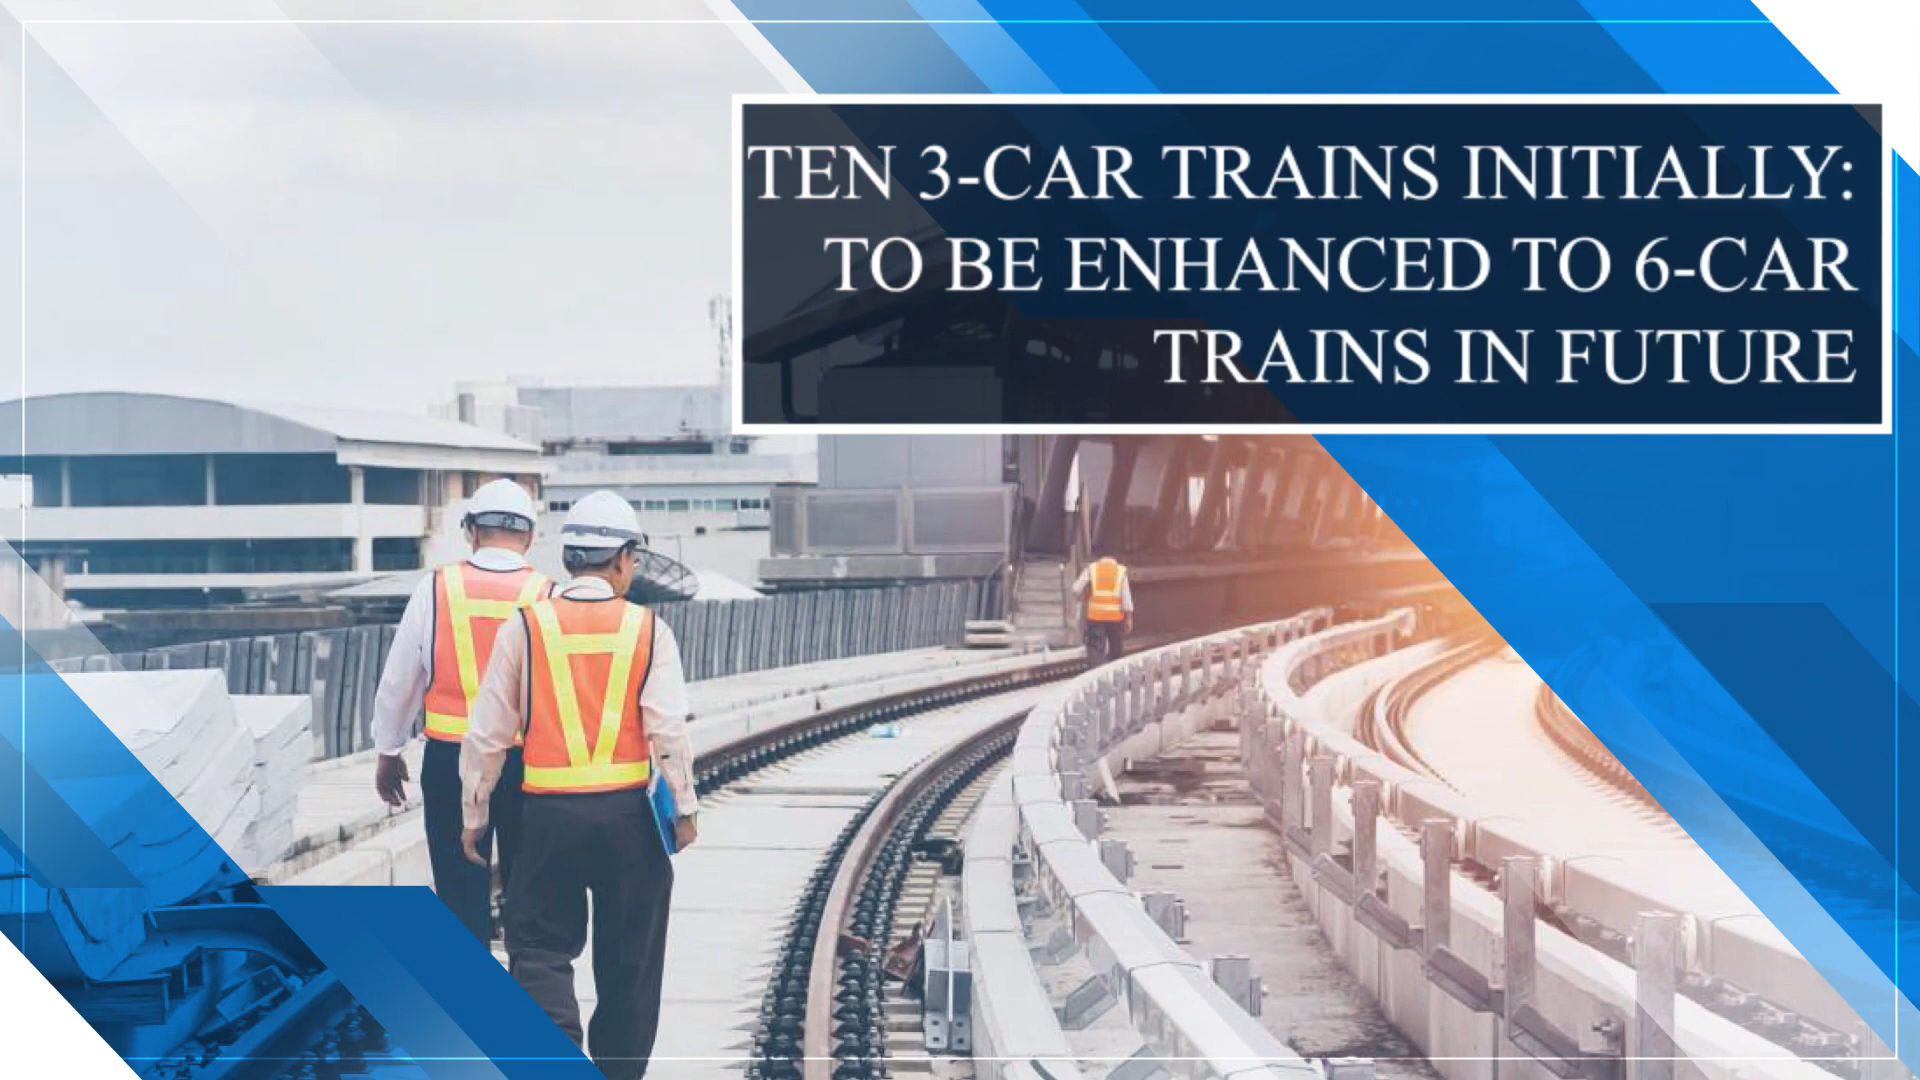 TEN 3-CAR TRAINS INITIALLY:
TO BE ENHANCED TO 6-CAR
TRAINS IN FUTURE